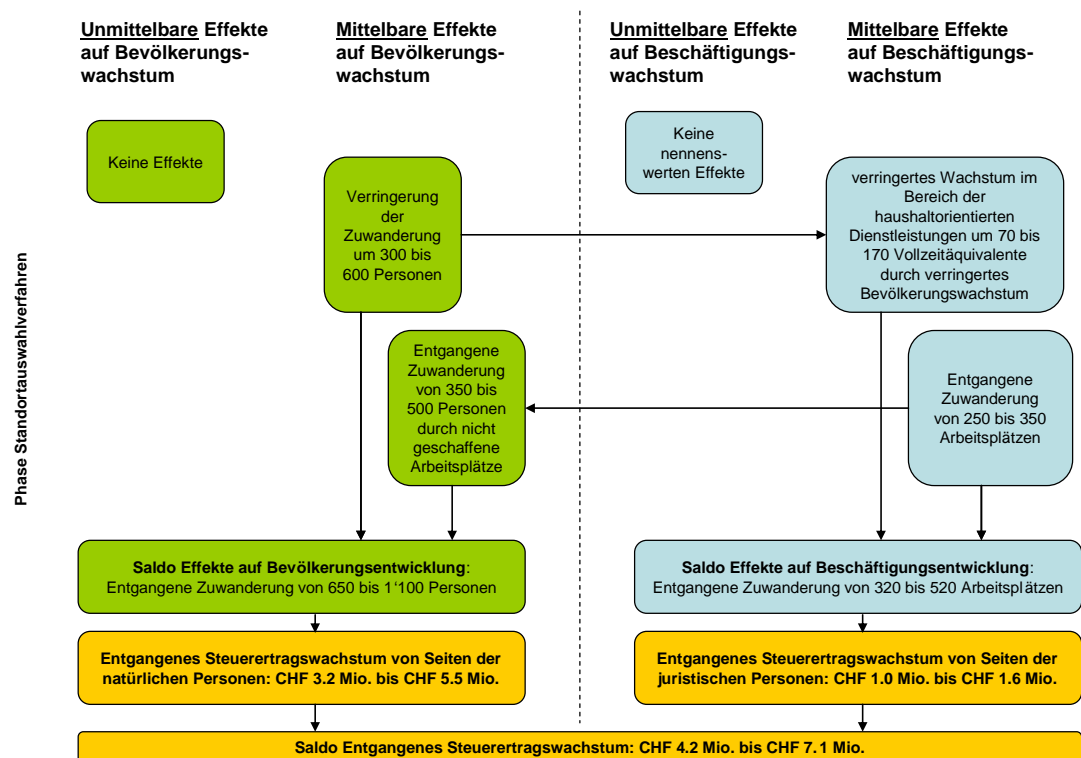 Unmittelbare Effekte
auf Bevölkerungs-
wachstum
Mittelbare Effekte
auf Bevölkerungs-
wachstum
Unmittelbare Effekte
auf Beschäftigungs-
wachstum
Mittelbare Effekte
auf Beschäftigungs-
wachstum
Phase Standortauswahlverfahren
Keine Effekte
Verringerung
der
Zuwanderung
um 300 bis
600 Personen
Keine
nennens-
werten Effekte
verringertes Wachstum im
Bereich der
haushaltorientierten
Dienstleistungen um 70 bis
170 Vollzeitäquivalente
durch verringertes
Bevölkerungswachstum
Entgangene
Zuwanderung
von 350 bis
500 Personen
durch nicht
geschaffene
Arbeitsplätze
Entgangene
Zuwanderung
von 250 bis 350
Arbeitsplätzen
Saldo Effekte auf Bevölkerungsentwicklung:
Entgangene Zuwanderung von 650 bis 1‘100 Personen
Saldo Effekte auf Beschäftigungsentwicklung:
Entgangene Zuwanderung von 320 bis 520 Arbeitsplätzen
Entgangenes Steuerertragswachstum von Seiten der
natürlichen Personen: CHF 3.2 Mio. bis CHF 5.5 Mio.
Entgangenes Steuerertragswachstum von Seiten der
juristischen Personen: CHF 1.0 Mio. bis CHF 1.6 Mio.
Saldo Entgangenes Steuerertragswachstum: CHF 4.2 Mio. bis CHF 7.1 Mio.